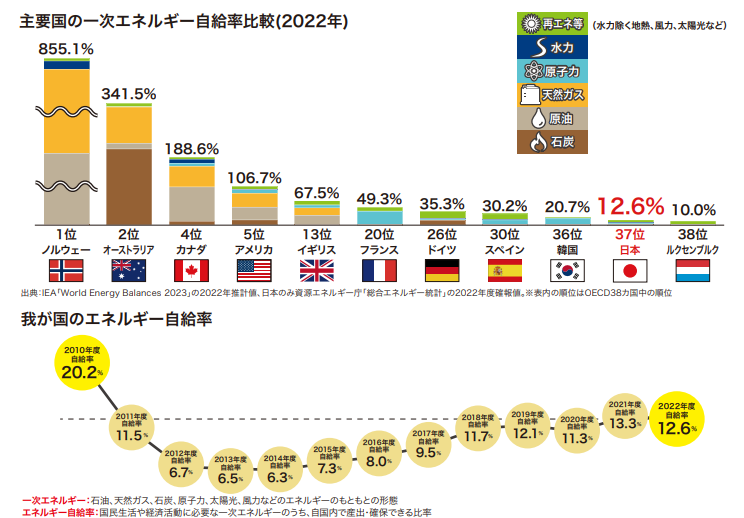 主要国の一次エネルギー自給率比較(2022年)
再エネ等 (水力除く地熱、風力、太陽光など)
水力
原子力
天然ガス
原油
石炭
855.1%
341.5%
188.6%
106.7%
67.5%
49.3%
35.3%
30.2%
20.7%
12.6%
10.0%
1位 2位 4位 5位 13位 20位 26位 30位 36位 37位 38位
ノルウェー オーストラリア カナダ アメリカ イギリス フランス ドイツ スペイン 韓国 日本 ルクセンブルク
出典:IEA「World Energy Balances 2023」の2022年推計値、日本のみ資源エネルギー庁「総合エネルギー統計」の2022年度確報値。※表内の順位はOECD38カ国中の順位
我が国のエネルギー自給率
2010年度
自給率
20.2%
2011年度
自給率
11.5%
2012年度
自給率
6.7%
2013年度
自給率
6.5%
2014年度
自給率
6.3%
2015年度
自給率
7.3%
2016年度
自給率
8.0%
2017年度
自給率
9.5%
2018年度
自給率
11.7%
2019年度
自給率
12.1%
2020年度
自給率
11.3%
2021年度
自給率
13.3%
2022年度
自給率
12.6%
一次エネルギー:石油、天然ガス、石炭、原子力、太陽光、風力などのエネルギーのもともとの形態
エネルギー自給率:国民生活や経済活動に必要な一次エネルギーのうち、自国内で産出・確保できる比率